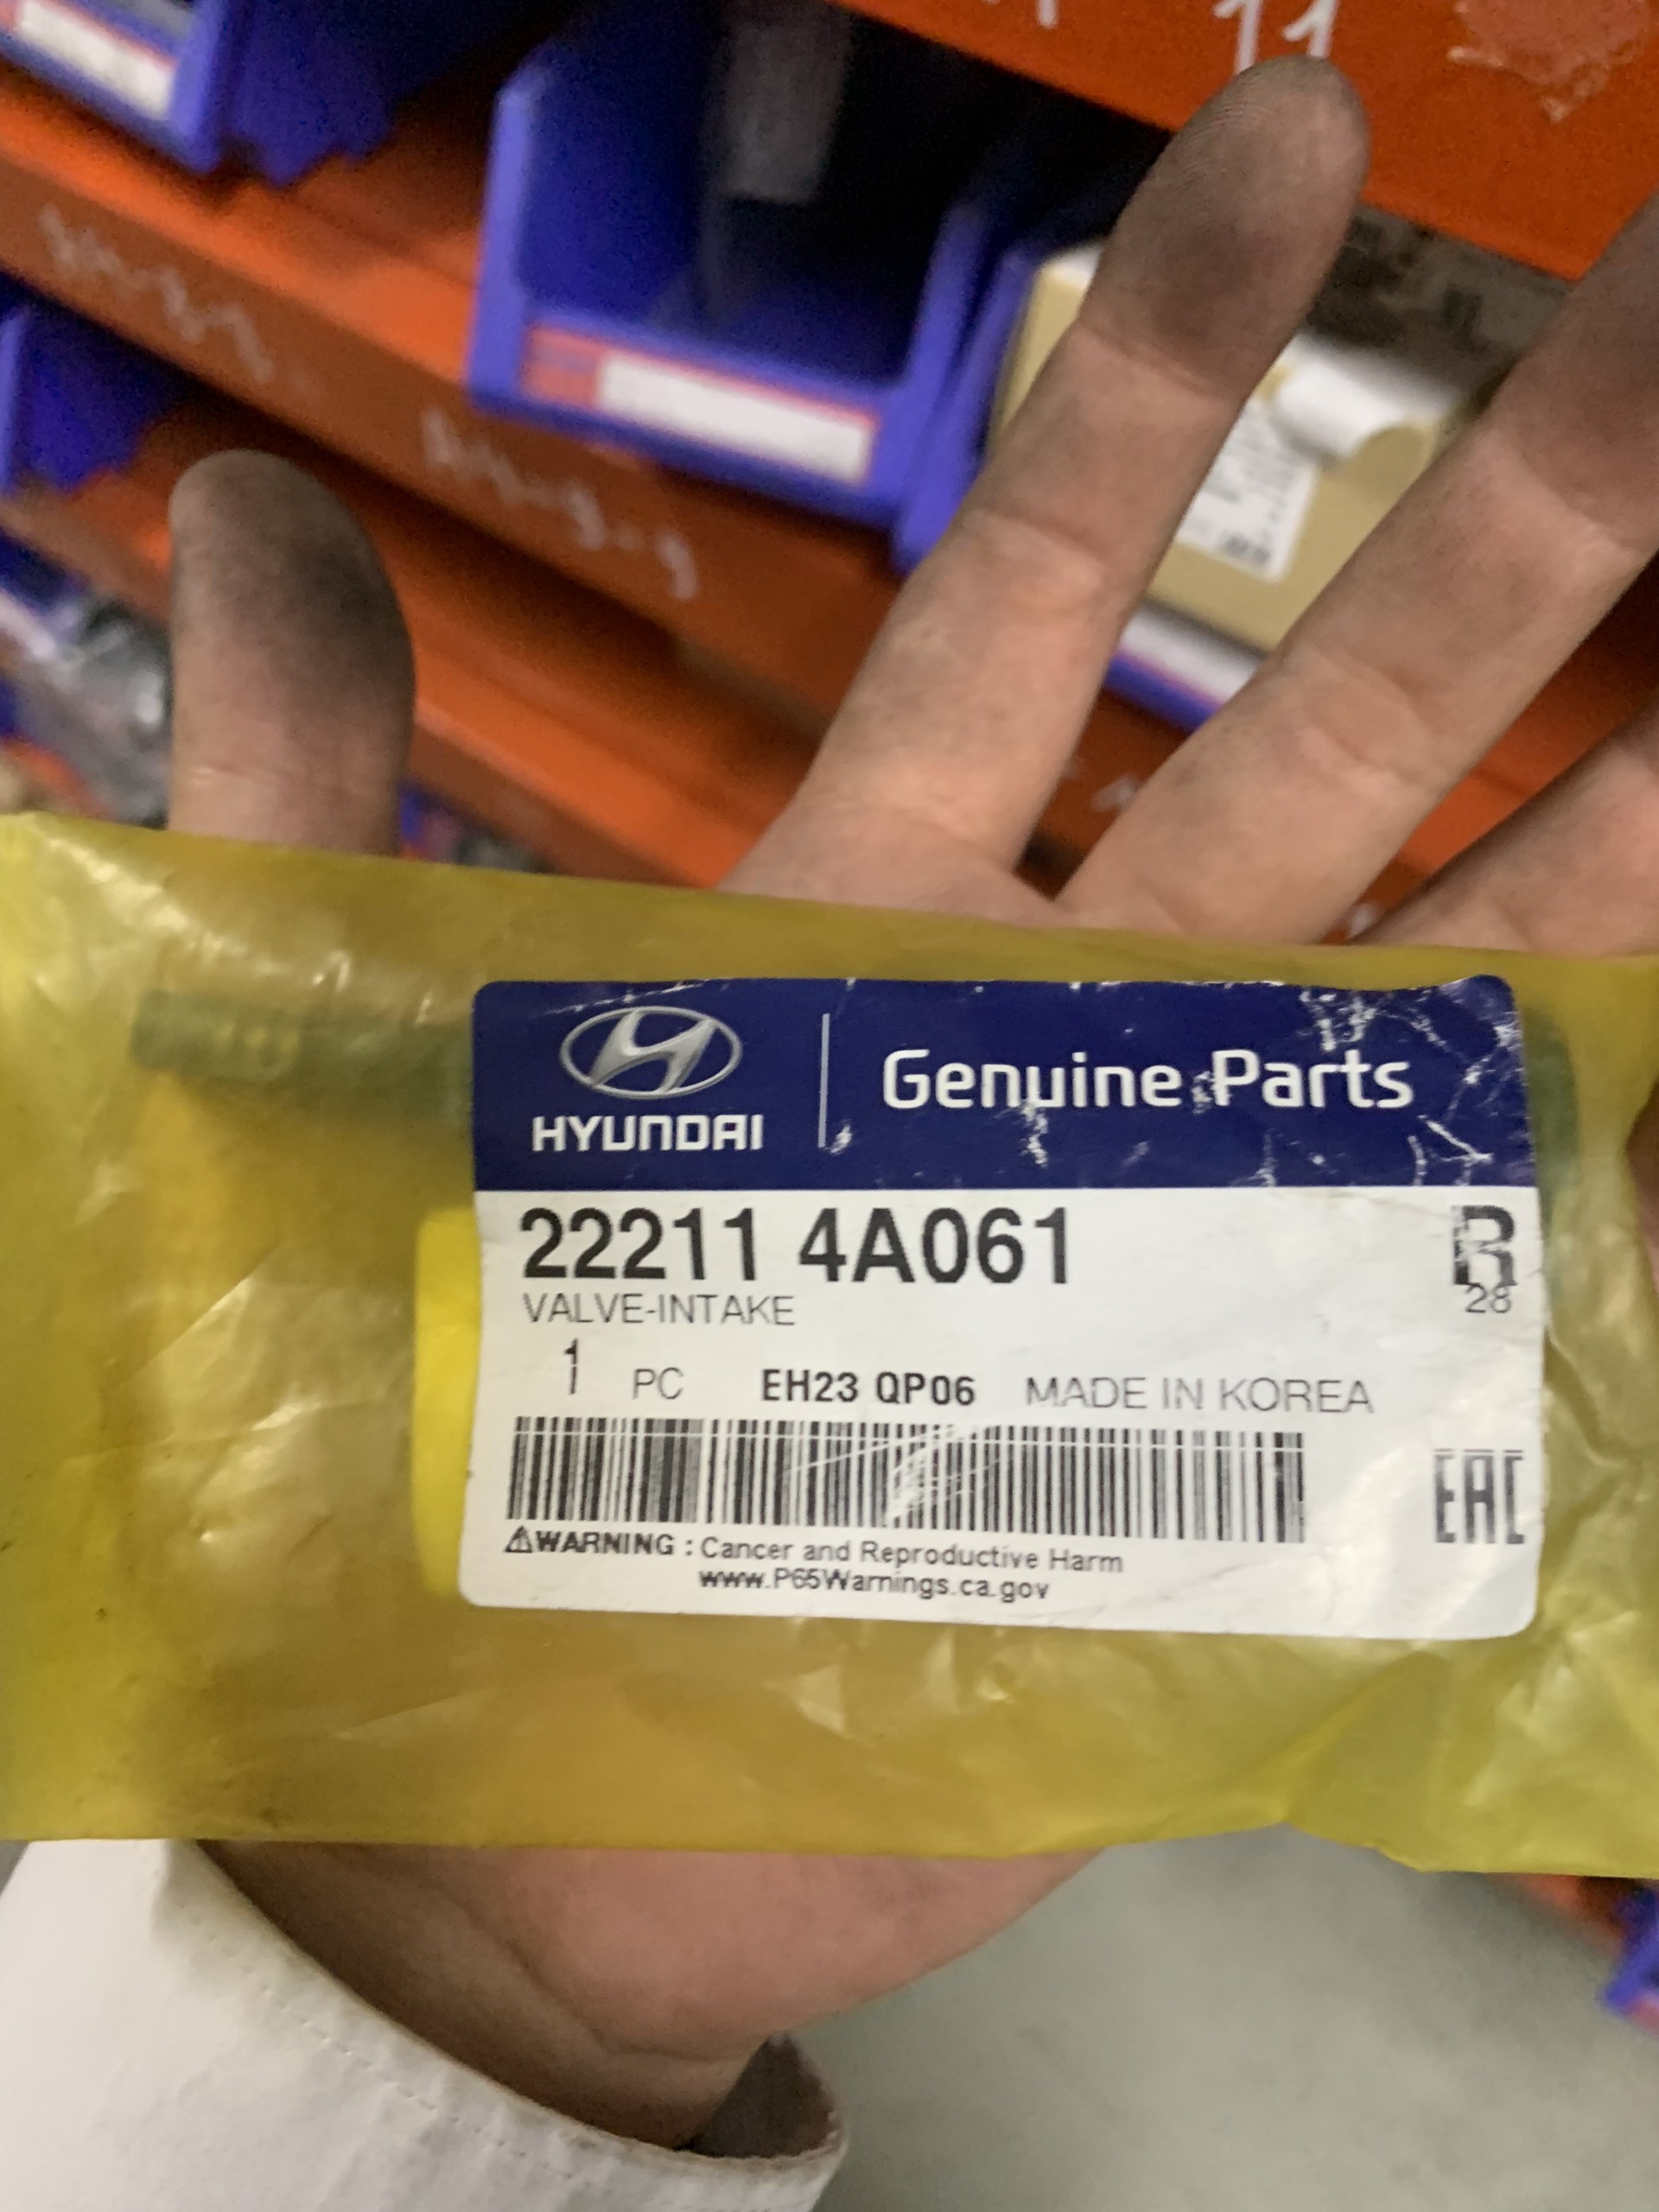 11
HYUNDAI
Genuine Parts
22211 4A061
R
28
VALVE-INTAKE
1 PC EH23 QP06 MADE IN KOREA
EAC
WARNING : Cancer and Reproductive Harm
www.P65Warnings.ca.gov